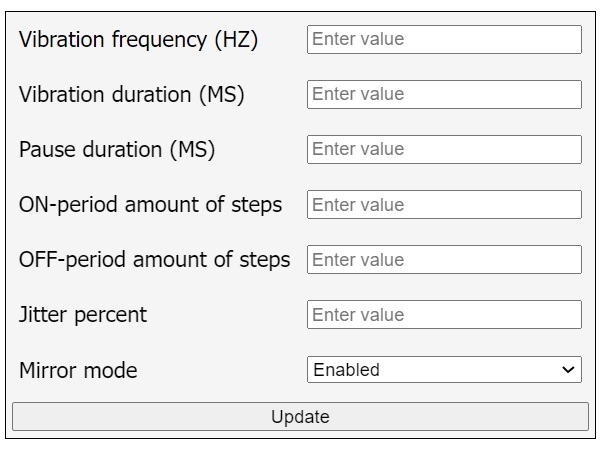 Vibration frequency (HZ) Enter value
Vibration duration (MS) Enter value
Pause duration (MS) Enter value
ON-period amount of steps Enter value
OFF-period amount of steps Enter value
Jitter percent Enter value
Mirror mode Enabled
Update